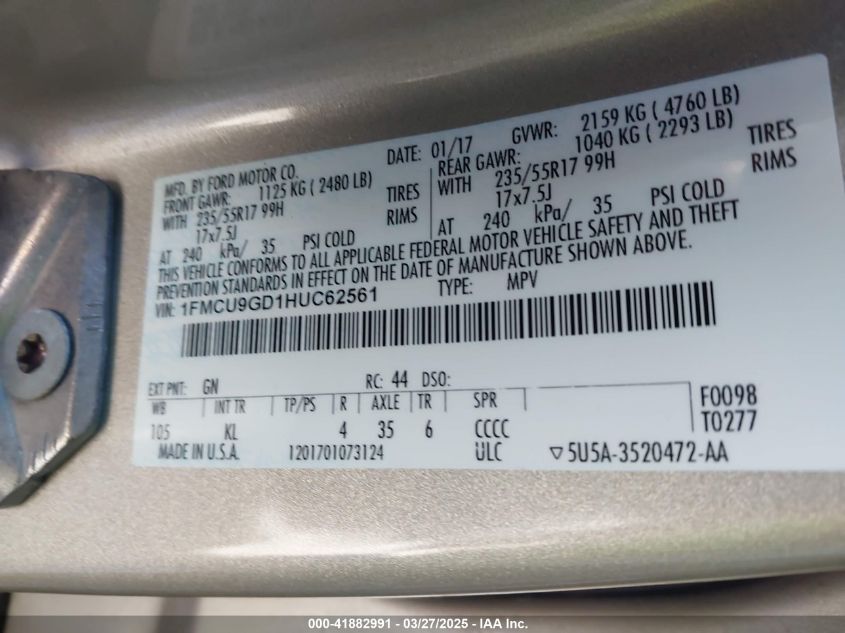 MFD. BY FORD MOTOR CO.
DATE: 01/17
GVWR: 2159 KG ( 4760 LB)
FRONT GAWR: 1125 KG ( 2480 LB)
REAR GAWR: 1040 KG ( 2293 LB)
WITH 235/55R17 99H TIRES
WITH 235/55R17 99H TIRES
17x7.5J RIMS
17x7.5J RIMS
AT 240 kPa/ 35 PSI COLD
AT 240 kPa/ 35 PSI COLD
THIS VEHICLE CONFORMS TO ALL APPLICABLE FEDERAL MOTOR VEHICLE SAFETY AND THEFT
PREVENTION STANDARDS IN EFFECT ON THE DATE OF MANUFACTURE SHOWN ABOVE.
VIN: 1FMCU9GD1HUC62561
TYPE: MPV
EXT PNT: GN RC: 44 DSO:
WB INT TR TP/PS R AXLE TR SPR
F0098
105 KL 4 35 6 CCCC
T0277
MADE IN U.S.A. 1201701073124 ULC ▽5U5A-3520472-AA
000-41882991 — 03/27/2025 - IAA Inc.